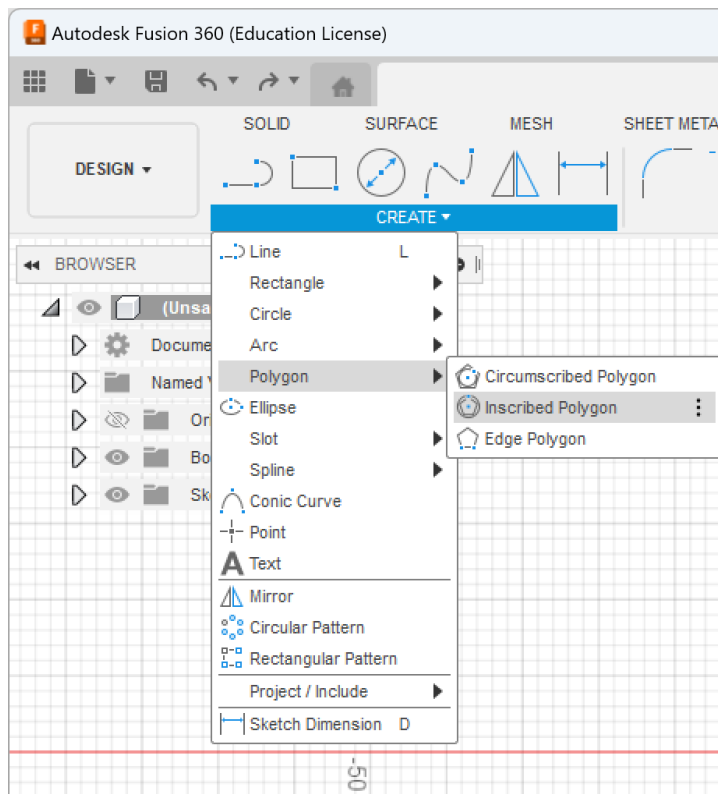 Autodesk Fusion 360 (Education License)
SOLID SURFACE MESH SHEET META
DESIGN
CREATE
BROWSER
Line L
Rectangle
(Unsa
Circle
Docume
Arc
Named
Polygon
Circumscribed Polygon
Ellipse
Inscribed Polygon
Or
Slot
Edge Polygon
Bo
Spline
Sk
Conic Curve
Point
A Text
Mirror
Circular Pattern
Rectangular Pattern
Project / Include
Sketch Dimension D
-50